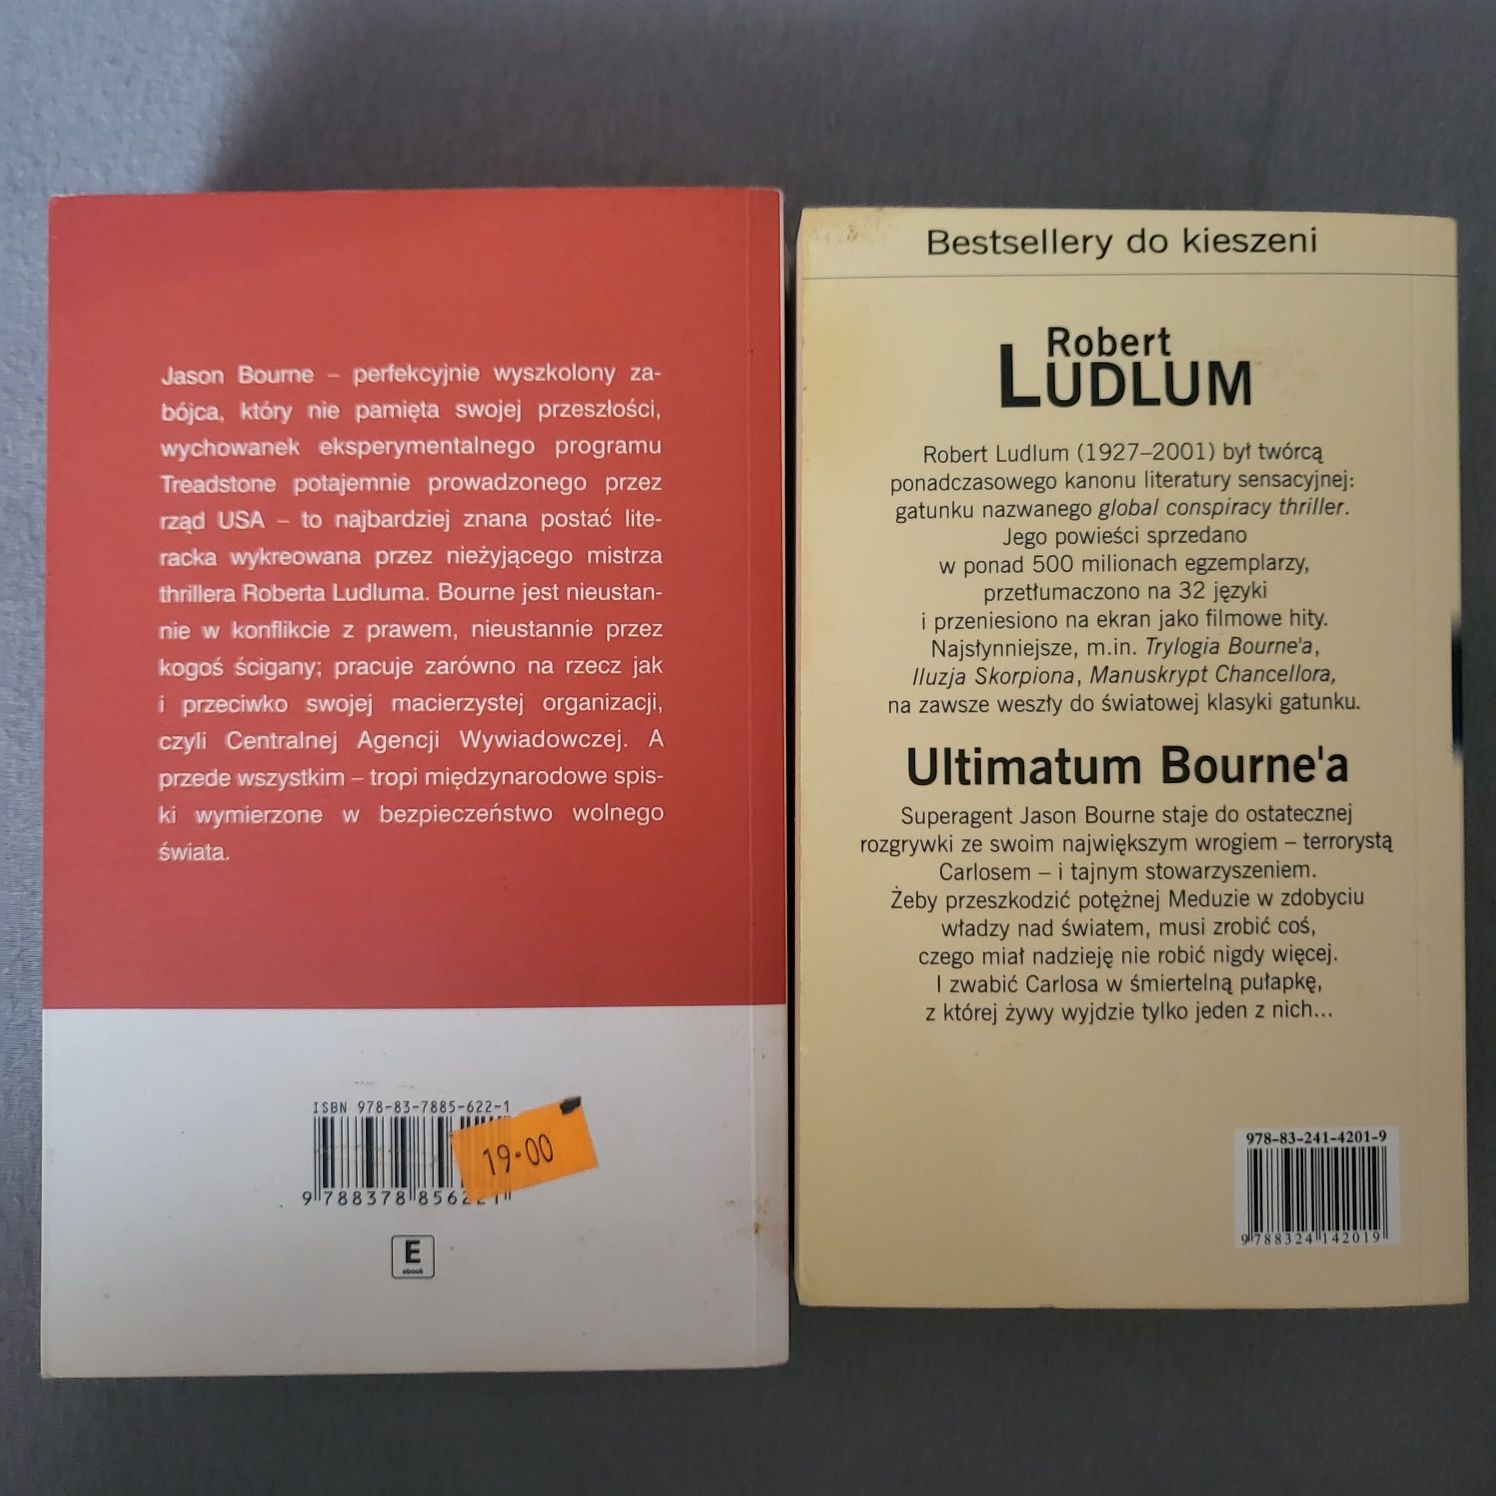 Jason Bourne – perfekcyjnie wyszkolony za-
bójca, który nie pamięta swojej przeszłości,
wychowanek eksperymentalnego programu
Treadstone potajemnie prowadzonego przez
rząd USA – to najbardziej znana postać lite-
racka wykreowana przez nieżyjącego mistrza
thrillera Roberta Ludluma. Bourne jest nieustan-
nie w konflikcie z prawem, nieustannie przez
kogoś ścigany; pracuje zarówno na rzecz jak
i przeciwko swojej macierzystej organizacji,
czyli Centralnej Agencji Wywiadowczej. A
przede wszystkim – tropi międzynarodowe spis-
ki wymierzone w bezpieczeństwo wolnego
świata.
ISBN 978-83-7885-622-1
19.00
9 788378 856221
E
ebook
Bestsellery do kieszeni
Robert
LUDLUM
Robert Ludlum (1927–2001) był twórcą
ponadczasowego kanonu literatury sensacyjnej:
gatunku nazwanego global conspiracy thriller.
Jego powieści sprzedano
w ponad 500 milionach egzemplarzy,
przetłumaczono na 32 języki
i przeniesiono na ekran jako filmowe hity.
Najsłynniejsze, m.in. Trylogia Bourne'a,
Iluzja Skorpiona, Manuskrypt Chancellora,
na zawsze weszły do światowej klasyki gatunku.
Ultimatum Bourne'a
Superagent Jason Bourne staje do ostatecznej
rozgrywki ze swoim największym wrogiem – terrorystą
Carlosem – i tajnym stowarzyszeniem.
Żeby przeszkodzić potężnej Meduzie w zdobyciu
władzy nad światem, musi zrobić coś,
czego miał nadzieję nie robić nigdy więcej.
I zwabić Carlosa w śmiertelną pułapkę,
z której żywy wyjdzie tylko jeden z nich...
978-83-241-4201-9
9 788324 142019